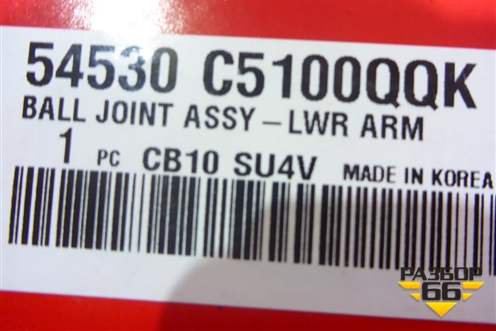 54530 C5100QQK
BALL JOINT ASSY – LWR ARM
1 PC CB10 SU4V MADE IN KOREA
РАЗБОР
66